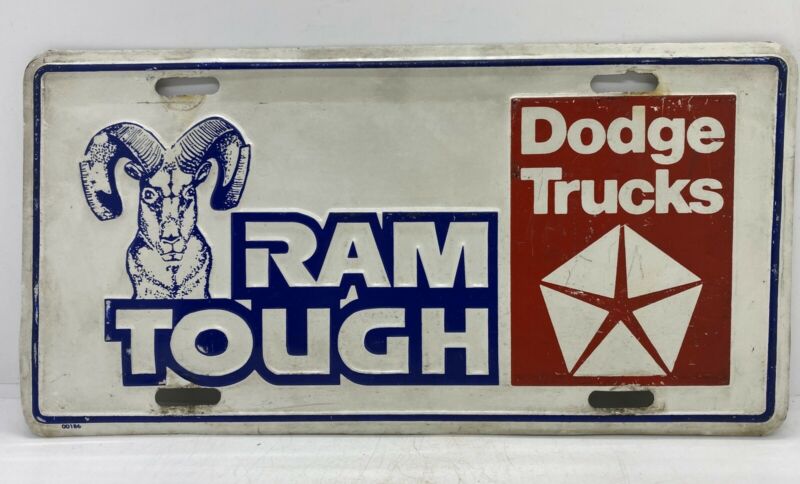 RAM
TOUGH
Dodge
Trucks
00186